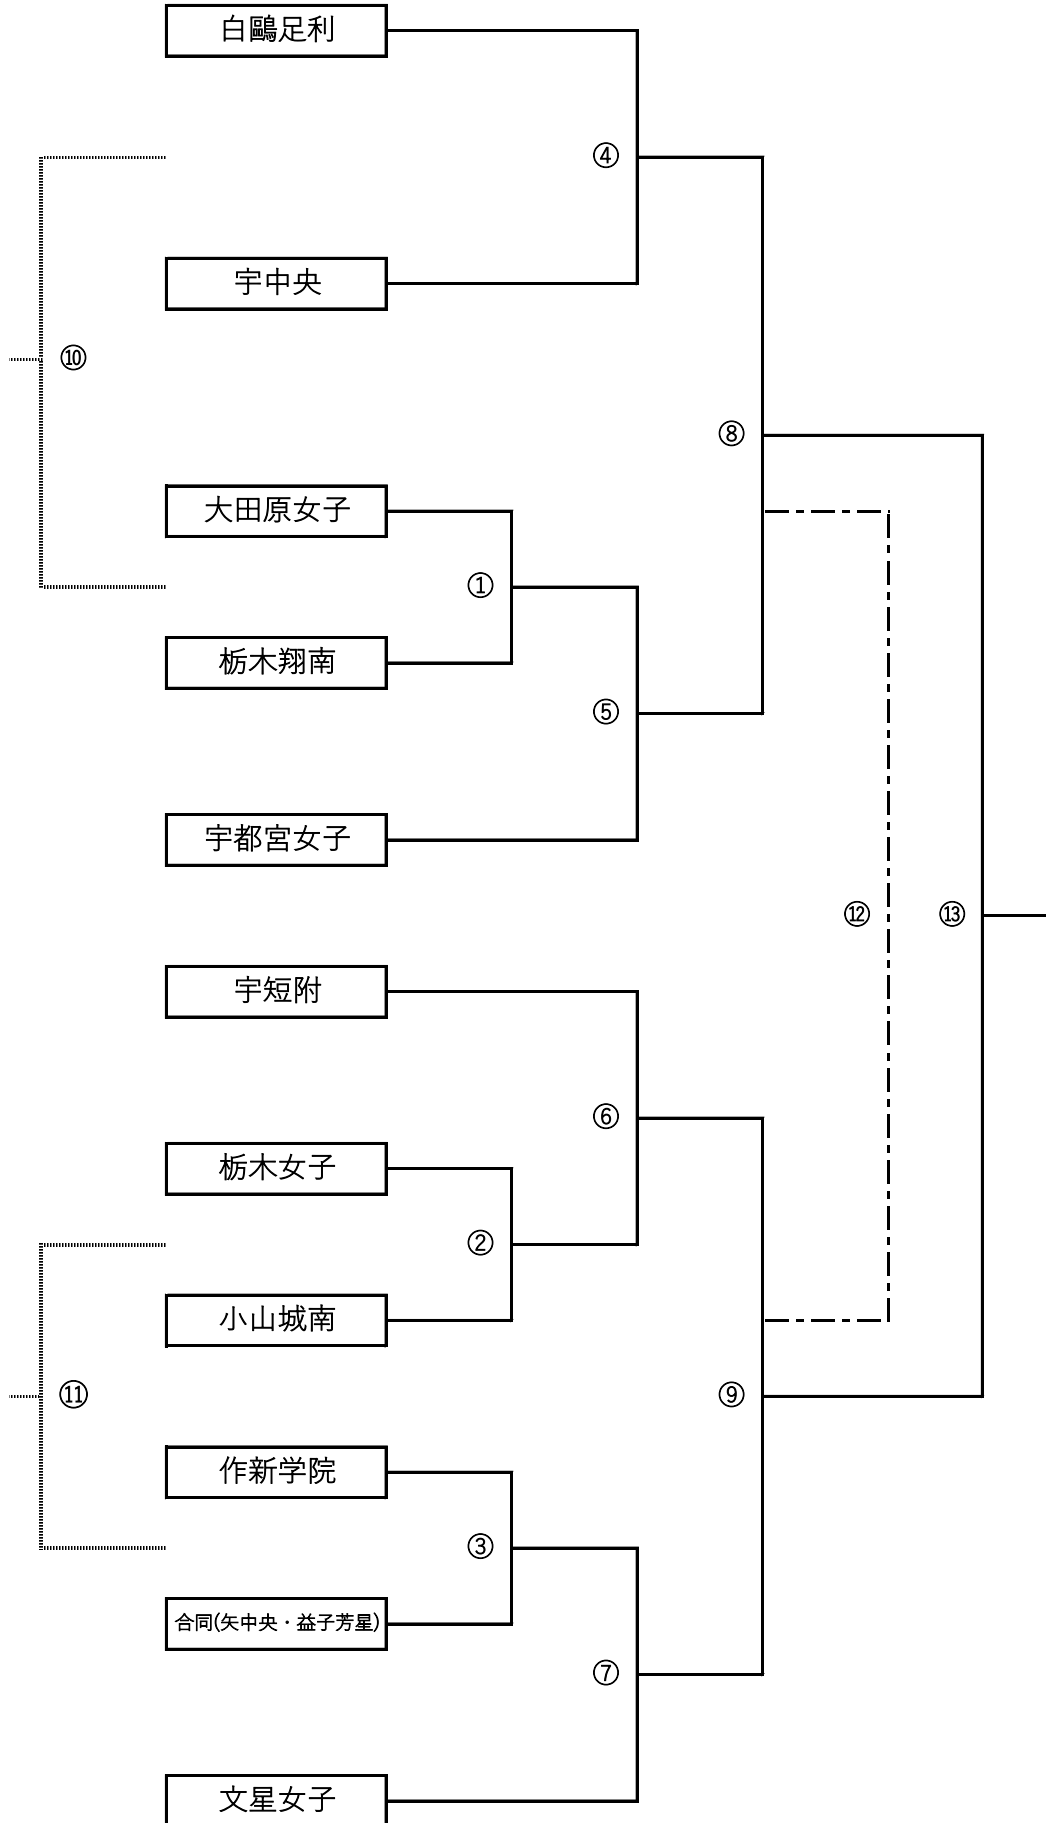 白鷗足利
④
宇中央
⑩
⑧
大田原女子
①
栃木翔南
⑤
宇都宮女子
⑫
⑬
宇短附
⑥
栃木女子
②
小山城南
⑪
⑨
作新学院
③
合同(矢中央・益子芳星)
⑦
文星女子